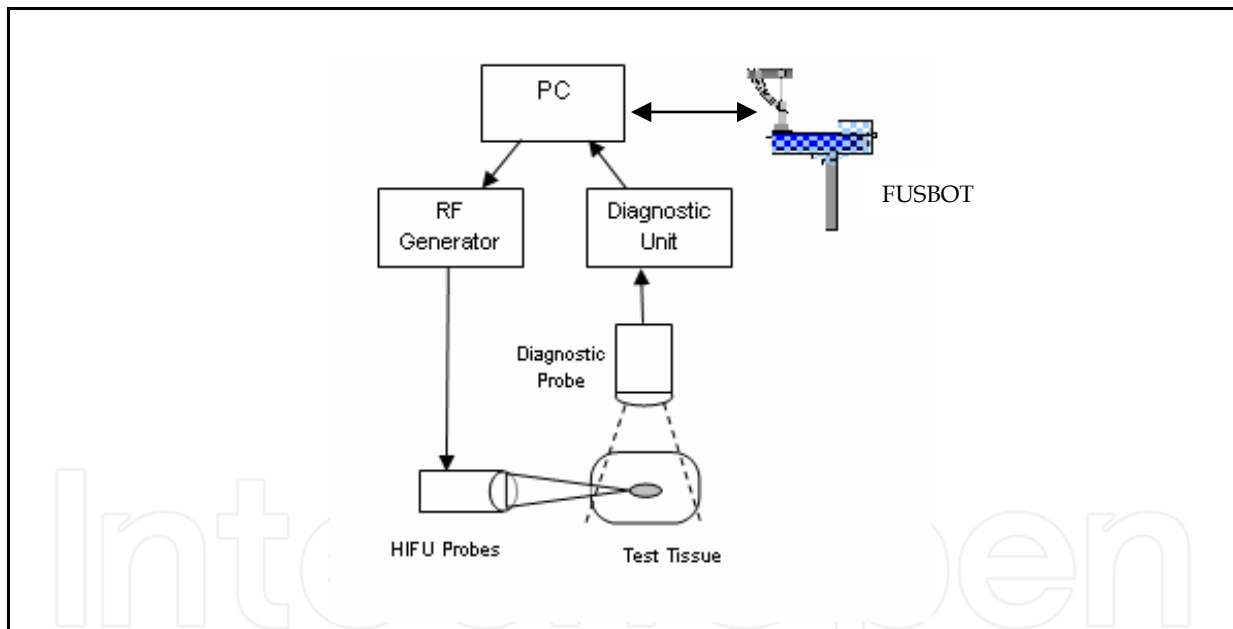 PC
FUSBOT
RF
Generator
Diagnostic
Unit
Diagnostic
Probe
HIFU Probes
Test Tissue
IntechOpen